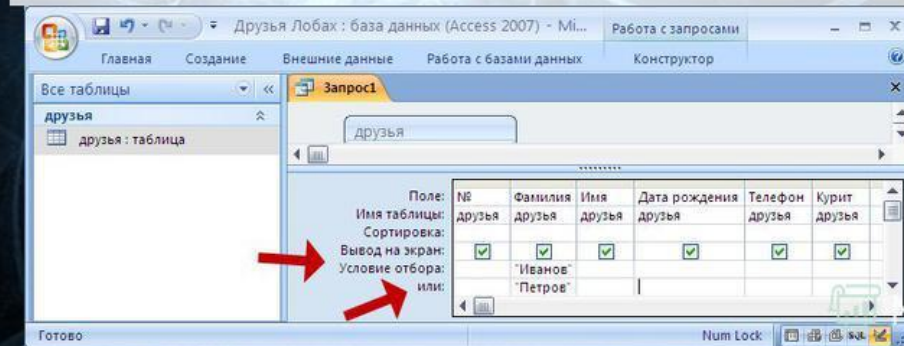 Друзья Лобах : база данных (Access 2007) - Mi...
Работа с запросами
Главная Создание Внешние данные Работа с базами данных Конструктор
Все таблицы
Запрос1
друзья
друзья : таблица
друзья
Поле: № Фамилия Имя Дата рождения Телефон Курит
Имя таблицы: друзья друзья друзья друзья друзья друзья
Сортировка:
Вывод на экран:
Условие отбора: "Иванов"
или: "Петров"
Готово Num Lock SQL